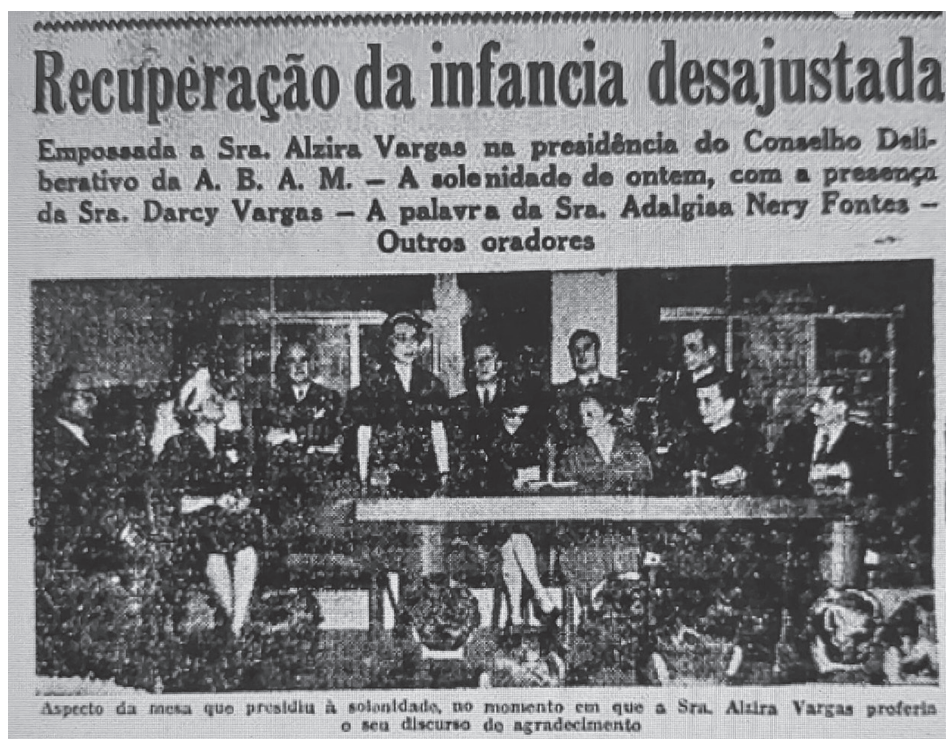 Recuperação da infancia desajustada
Empossada a Sra. Alzira Vargas na presidência do Conselho Deli-
berativo da A. B. A. M. — A solenidade de ontem, com a presença
da Sra. Darcy Vargas — A palavra da Sra. Adalgisa Nery Fontes —
Outros oradores
Aspecto da mesa que presidiu à solenidade, no momento em que a Sra. Alzira Vargas proferia
o seu discurso de agradecimento